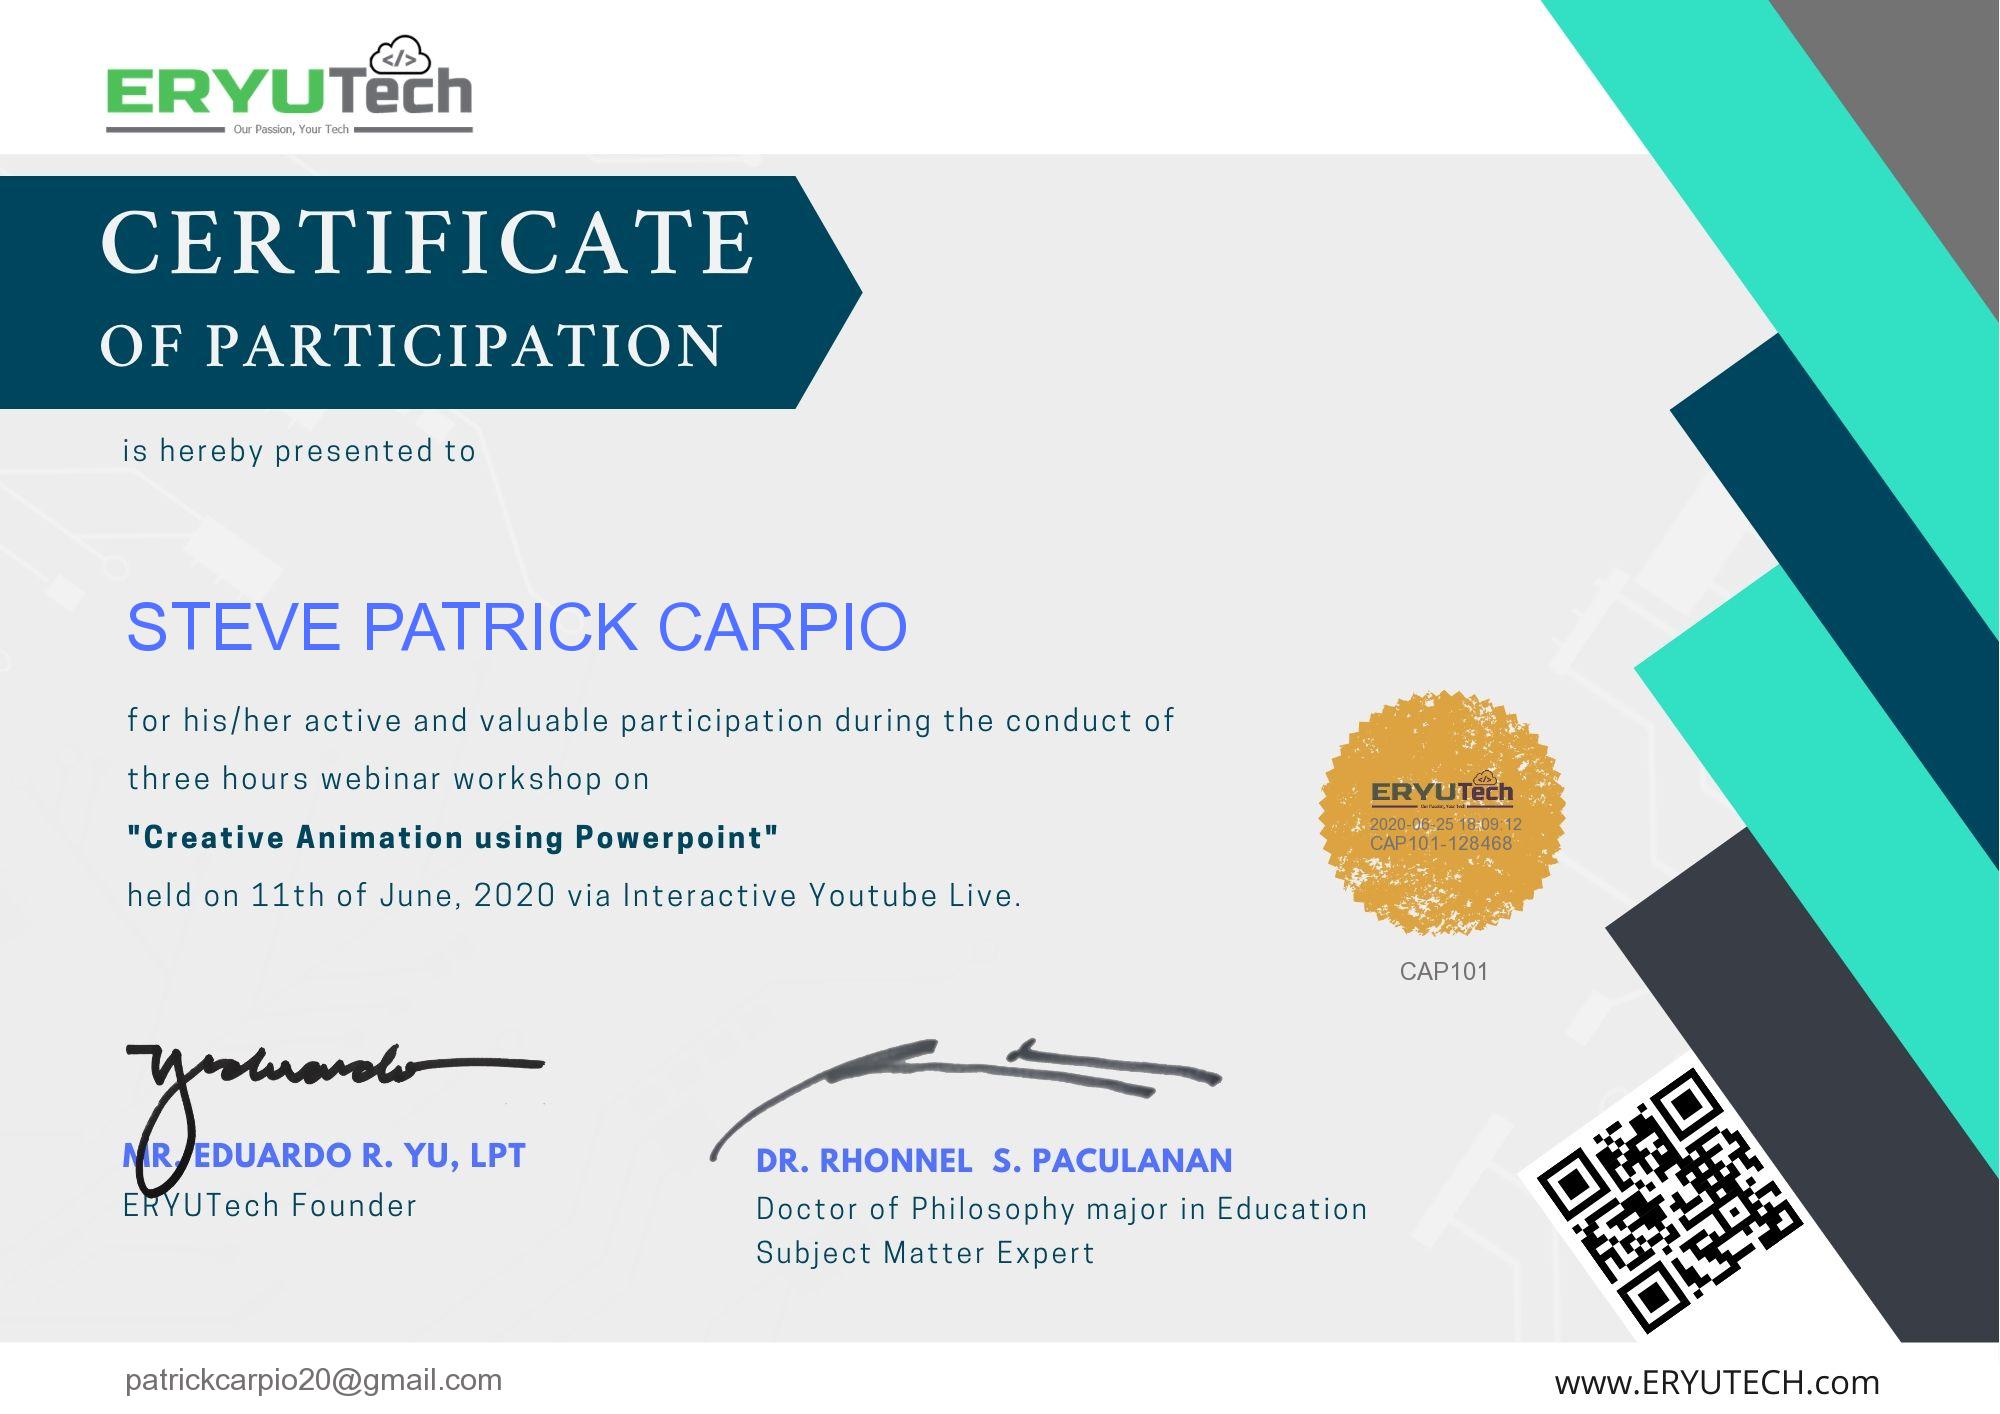 ERYUTech
Our Passion, Your Tech
CERTIFICATE
OF PARTICIPATION
is hereby presented to
STEVE PATRICK CARPIO
for his/her active and valuable participation during the conduct of
three hours webinar workshop on
"Creative Animation using Powerpoint"
held on 11th of June, 2020 via Interactive Youtube Live.
ERYUTech
Our Passion, Your Tech
2020-06-25 18:09:12
CAP101-128468
CAP101
MR. EDUARDO R. YU, LPT
ERYUTech Founder
DR. RHONNEL  S. PACULANAN
Doctor of Philosophy major in Education
Subject Matter Expert
patrickcarpio20@gmail.com
www.ERYUTECH.com